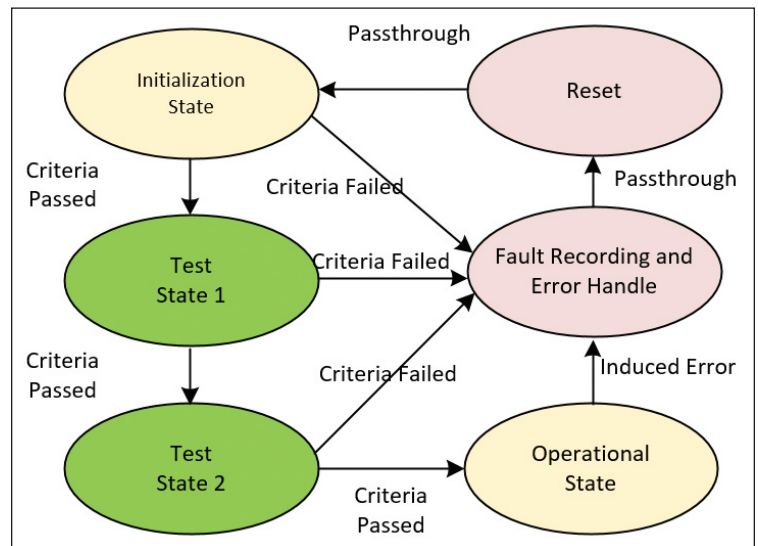 Passthrough
Initialization
State
Reset
Criteria
Passed
Criteria Failed
Passthrough
Test
State 1
Criteria Failed
Fault Recording and
Error Handle
Criteria
Passed
Criteria Failed
Induced Error
Test
State 2
Operational
State
Criteria
Passed